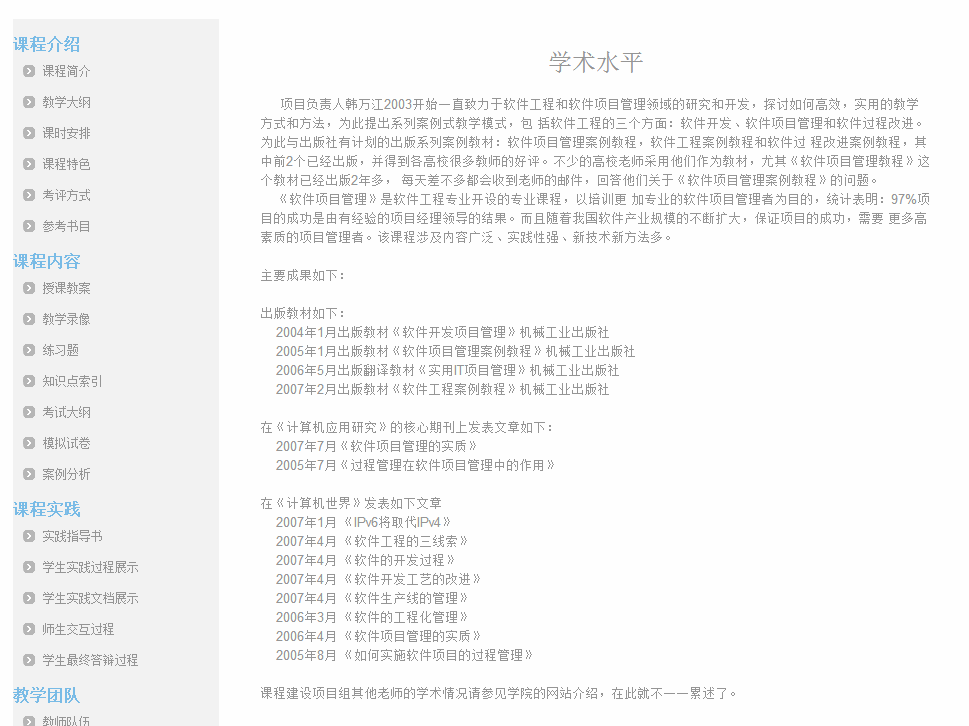 课程介绍
课程简介
教学大纲
课时安排
课程特色
考评方式
参考书目
课程内容
授课教案
教学录像
练习题
知识点索引
考试大纲
模拟试卷
案例分析
课程实践
实践指导书
学生实践过程展示
学生实践文档展示
师生交互过程
学生最终答辩过程
教学团队
教师队伍
学术水平
项目负责人韩万江2003开始一直致力于软件工程和软件项目管理领域的研究和开发，探讨如何高效，实用的教学
方式和方法，为此提出系列案例式教学模式，包 括软件工程的三个方面：软件开发、软件项目管理和软件过程改进。
为此与出版社有计划的出版系列案例教材：软件项目管理案例教程，软件工程案例教程和软件过 程改进案例教程，其
中前2个已经出版，并得到各高校很多教师的好评。不少的高校老师采用他们作为教材，尤其《软件项目管理教程》这
个教材已经出版2年多， 每天差不多都会收到老师的邮件，回答他们关于《软件项目管理案例教程》的问题。
《软件项目管理》是软件工程专业开设的专业课程，以培训更 加专业的软件项目管理者为目的，统计表明：97%项
目的成功是由有经验的项目经理领导的结果。而且随着我国软件产业规模的不断扩大，保证项目的成功，需要 更多高
素质的项目管理者。该课程涉及内容广泛、实践性强、新技术新方法多。
主要成果如下：
出版教材如下：
2004年1月出版教材《软件开发项目管理》机械工业出版社
2005年1月出版教材《软件项目管理案例教程》机械工业出版社
2006年5月出版翻译教材《实用IT项目管理》机械工业出版社
2007年2月出版教材《软件工程案例教程》机械工业出版社
在《计算机应用研究》的核心期刊上发表文章如下：
2007年7月《软件项目管理的实质》
2005年7月《过程管理在软件项目管理中的作用》
在《计算机世界》发表如下文章
2007年1月 《IPv6将取代IPv4》
2007年4月 《软件工程的三线索》
2007年4月 《软件的开发过程》
2007年4月 《软件开发工艺的改进》
2007年4月 《软件生产线的管理》
2006年3月 《软件的工程化管理》
2006年4月 《软件项目管理的实质》
2005年8月 《如何实施软件项目的过程管理》
课程建设项目组其他老师的学术情况请参见学院的网站介绍，在此就不一一累述了。